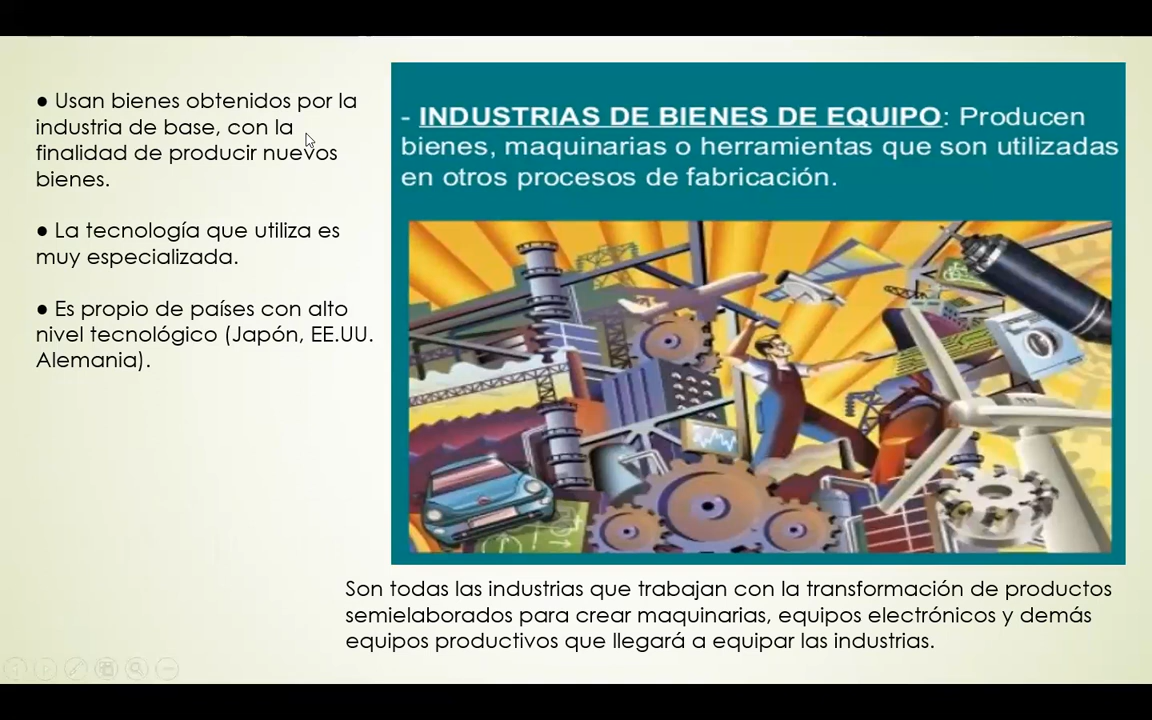 ● Usan bienes obtenidos por la
industria de base, con la
finalidad de producir nuevos
bienes.
● La tecnología que utiliza es
muy especializada.
● Es propio de países con alto
nivel tecnológico (Japón, EE.UU.
Alemania).
- INDUSTRIAS DE BIENES DE EQUIPO: Producen
bienes, maquinarias o herramientas que son utilizadas
en otros procesos de fabricación.
Son todas las industrias que trabajan con la transformación de productos
semielaborados para crear maquinarias, equipos electrónicos y demás
equipos productivos que llegará a equipar las industrias.